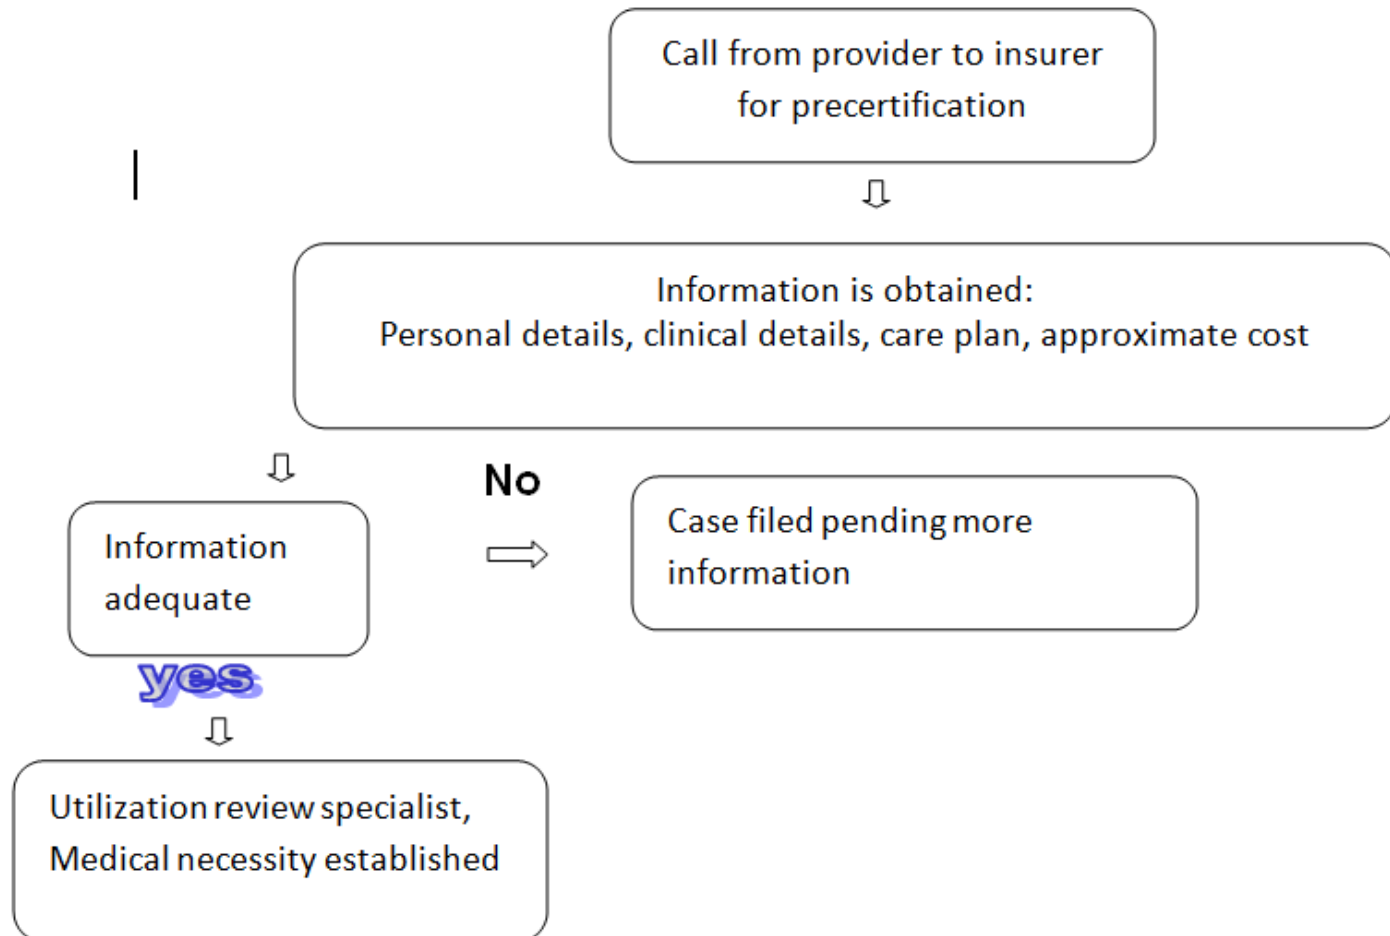 Call from provider to insurer
for precertification
Information is obtained:
Personal details, clinical details, care plan, approximate cost
No
Information
adequate
Case filed pending more
information
yes
Utilization review specialist,
Medical necessity established